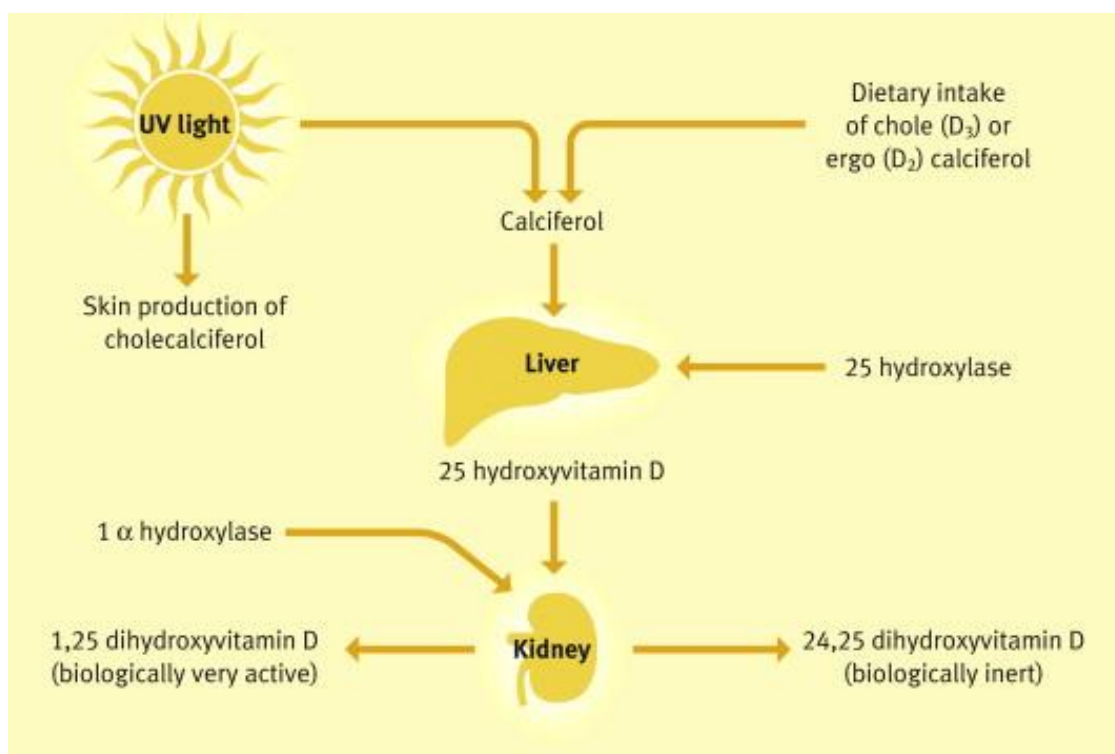 UV light
Dietary intake
of chole (D₃) or
ergo (D₂) calciferol
Calciferol
Skin production of
cholecalciferol
Liver
25 hydroxylase
25 hydroxyvitamin D
1 α hydroxylase
1,25 dihydroxyvitamin D
(biologically very active)
Kidney
24,25 dihydroxyvitamin D
(biologically inert)